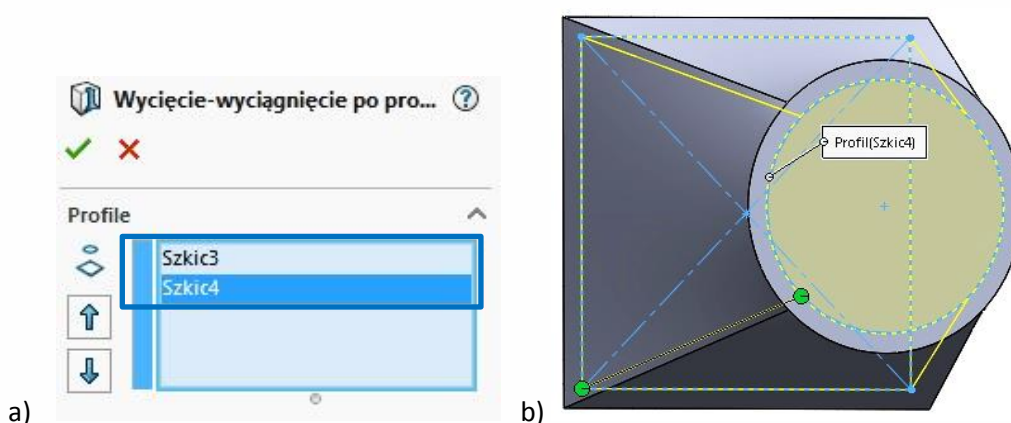 Wycięcie-wyciągnięcie po pro... ?
Profile
Szkic3
Szkic4
Profil(Szkic4)
a)
b)